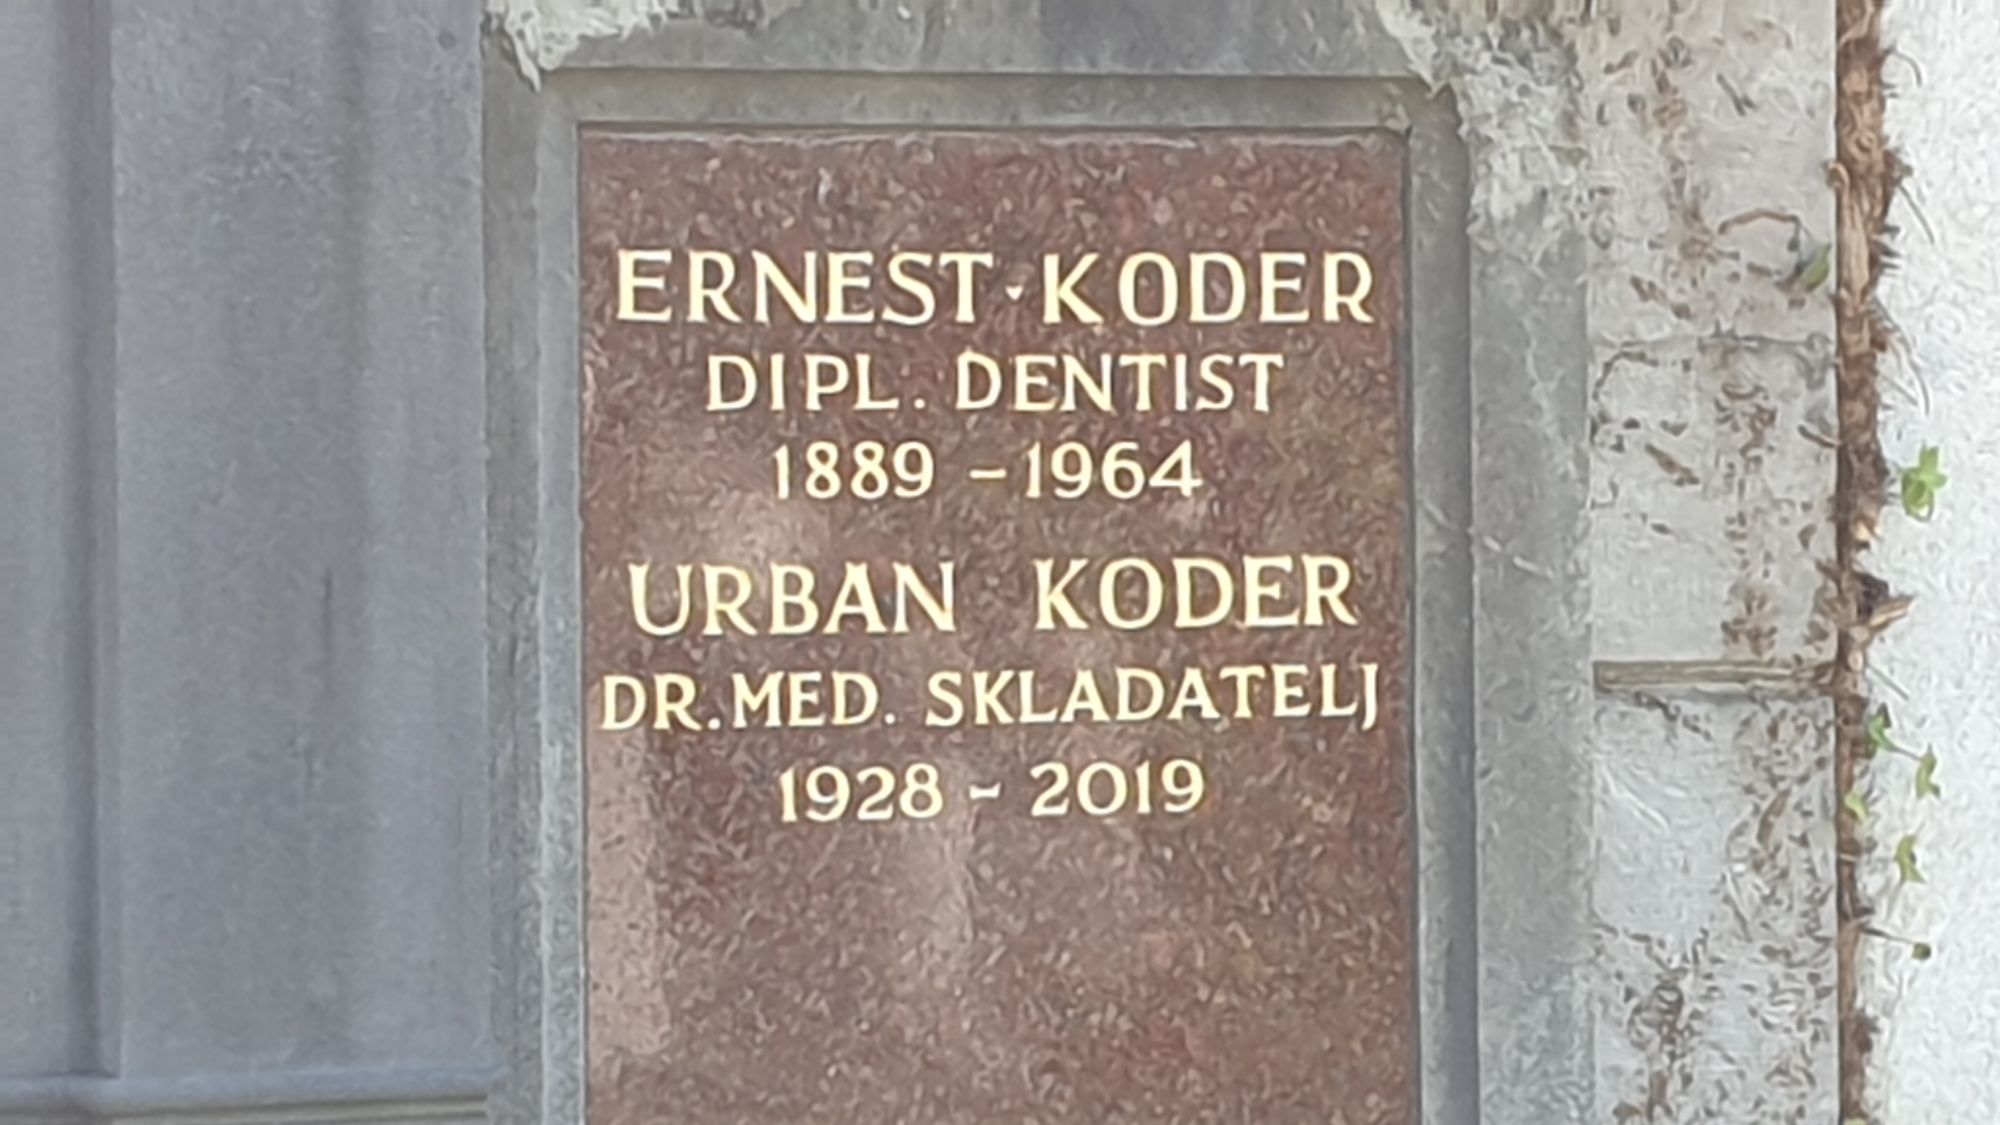 ERNEST · KODER
DIPL. DENTIST
1889 - 1964
URBAN KODER
DR. MED. SKLADATELJ
1928 - 2019